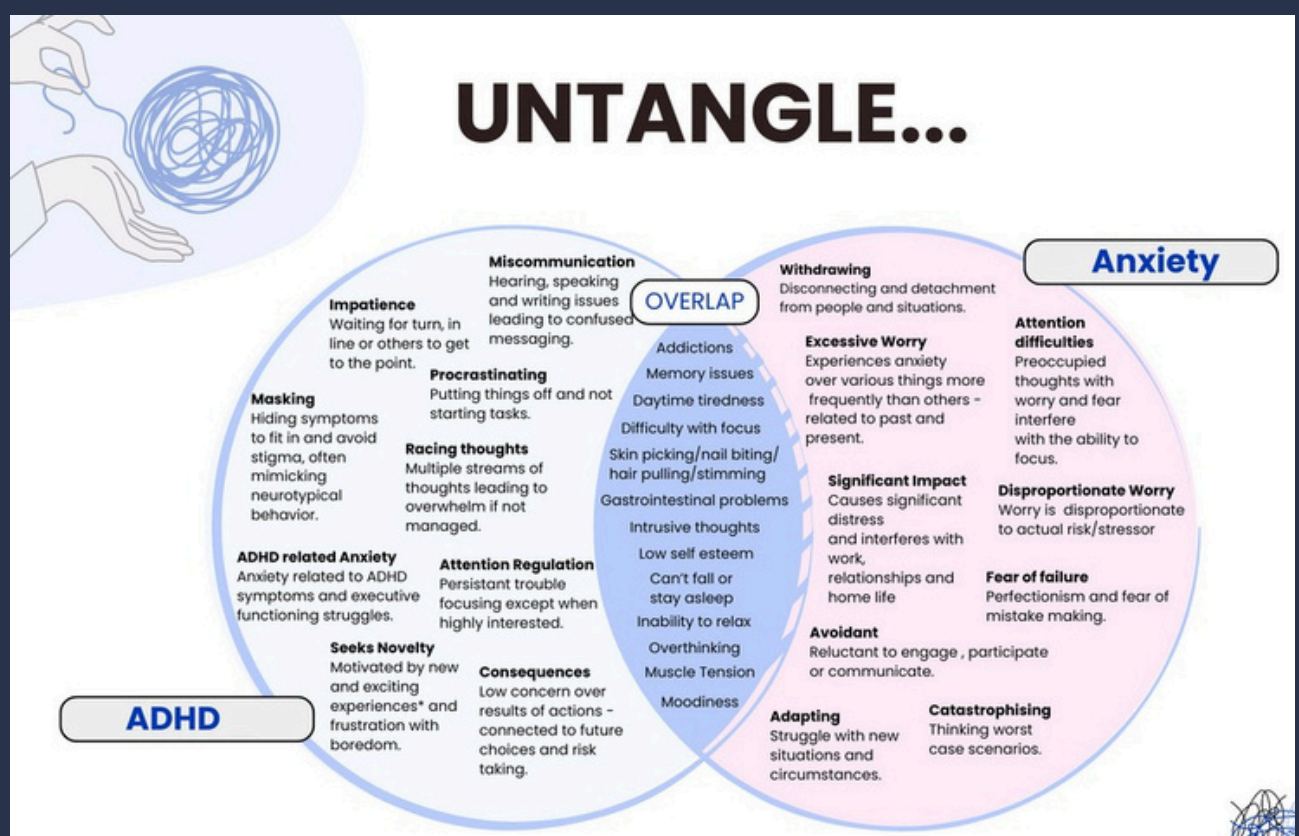 UNTANGLE...
ADHD
Miscommunication
Hearing, speaking
and writing issues
leading to confused
messaging.
Impatience
Waiting for turn, in
line or others to get
to the point.
Procrastinating
Putting things off and not
starting tasks.
Masking
Hiding symptoms
to fit in and avoid
stigma, often
mimicking
neurotypical
behavior.
Racing thoughts
Multiple streams of
thoughts leading to
overwhelm if not
managed.
ADHD related Anxiety
Anxiety related to ADHD
symptoms and executive
functioning struggles.
Attention Regulation
Persistant trouble
focusing except when
highly interested.
Seeks Novelty
Motivated by new
and exciting
experiences* and
frustration with
boredom.
Consequences
Low concern over
results of actions -
connected to future
choices and risk
taking.
OVERLAP
Addictions
Memory issues
Daytime tiredness
Difficulty with focus
Skin picking/nail biting/
hair pulling/stimming
Gastrointestinal problems
Intrusive thoughts
Low self esteem
Can't fall or
stay asleep
Inability to relax
Overthinking
Muscle Tension
Moodiness
Anxiety
Withdrawing
Disconnecting and detachment
from people and situations.
Excessive Worry
Experiences anxiety
over various things more
frequently than others -
related to past and
present.
Attention
difficulties
Preoccupied
thoughts with
worry and fear
interfere
with the ability to
focus.
Significant Impact
Causes significant
distress
and interferes with
work,
relationships and
home life
Disproportionate Worry
Worry is disproportionate
to actual risk/stressor
Fear of failure
Perfectionism and fear of
mistake making.
Avoidant
Reluctant to engage , participate
or communicate.
Adapting
Struggle with new
situations and
circumstances.
Catastrophising
Thinking worst
case scenarios.